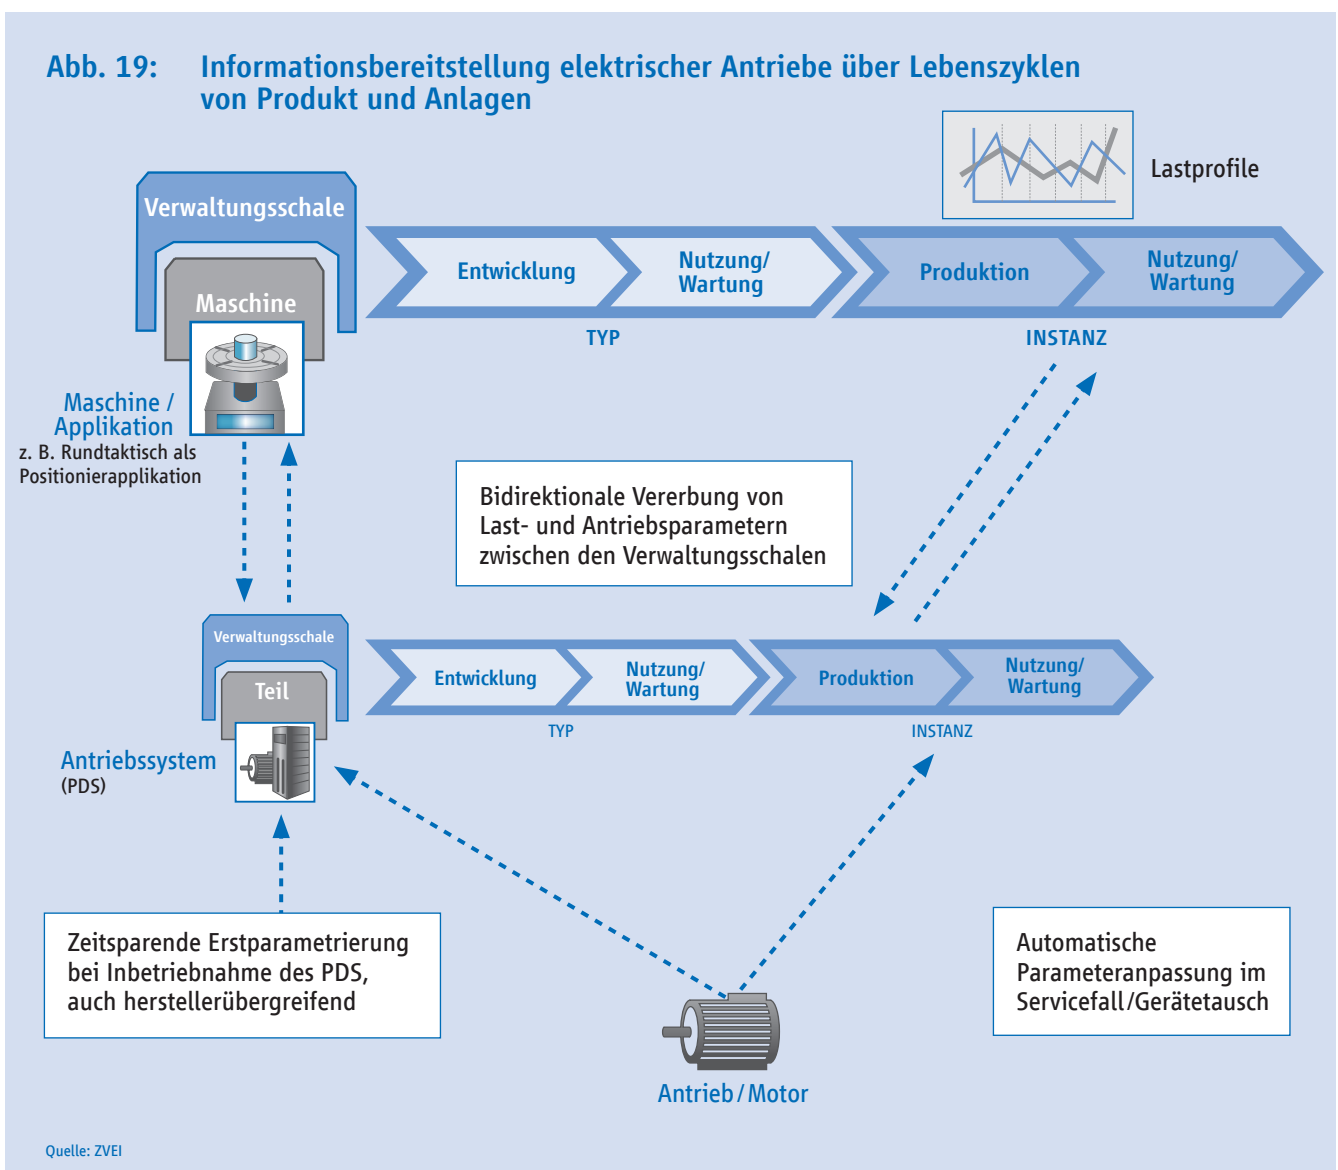 Abb. 19: Informationsbereitstellung elektrischer Antriebe über Lebenszyklen
von Produkt und Anlagen
Lastprofile
Verwaltungsschale
Maschine
Entwicklung
Nutzung/
Wartung
Produktion
Nutzung/
Wartung
TYP
INSTANZ
Maschine /
Applikation
z. B. Rundtaktisch als
Positionierapplikation
Bidirektionale Vererbung von
Last- und Antriebsparametern
zwischen den Verwaltungsschalen
Verwaltungsschale
Teil
Entwicklung
Nutzung/
Wartung
Produktion
Nutzung/
Wartung
TYP
INSTANZ
Antriebssystem
(PDS)
Zeitsparende Erstparametrierung
bei Inbetriebnahme des PDS,
auch herstellerübergreifend
Automatische
Parameteranpassung im
Servicefall/Gerätetausch
Antrieb/Motor
Quelle: ZVEI